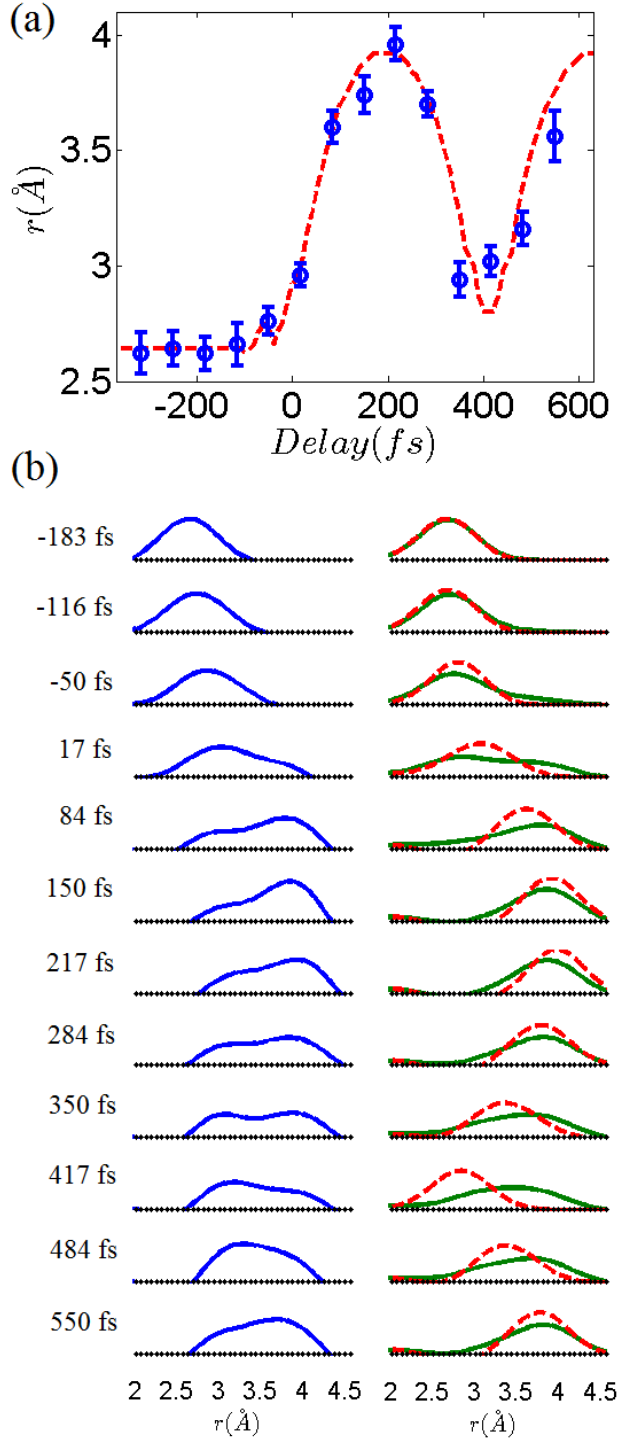 (a)
4
3.5
3
2.5
r(Å)
-200 0 200 400 600
Delay(fs)
(b)
-183 fs
-116 fs
-50 fs
17 fs
84 fs
150 fs
217 fs
284 fs
350 fs
417 fs
484 fs
550 fs
2 2.5 3 3.5 4 4.5 2 2.5 3 3.5 4 4.5
r(Å) r(Å)